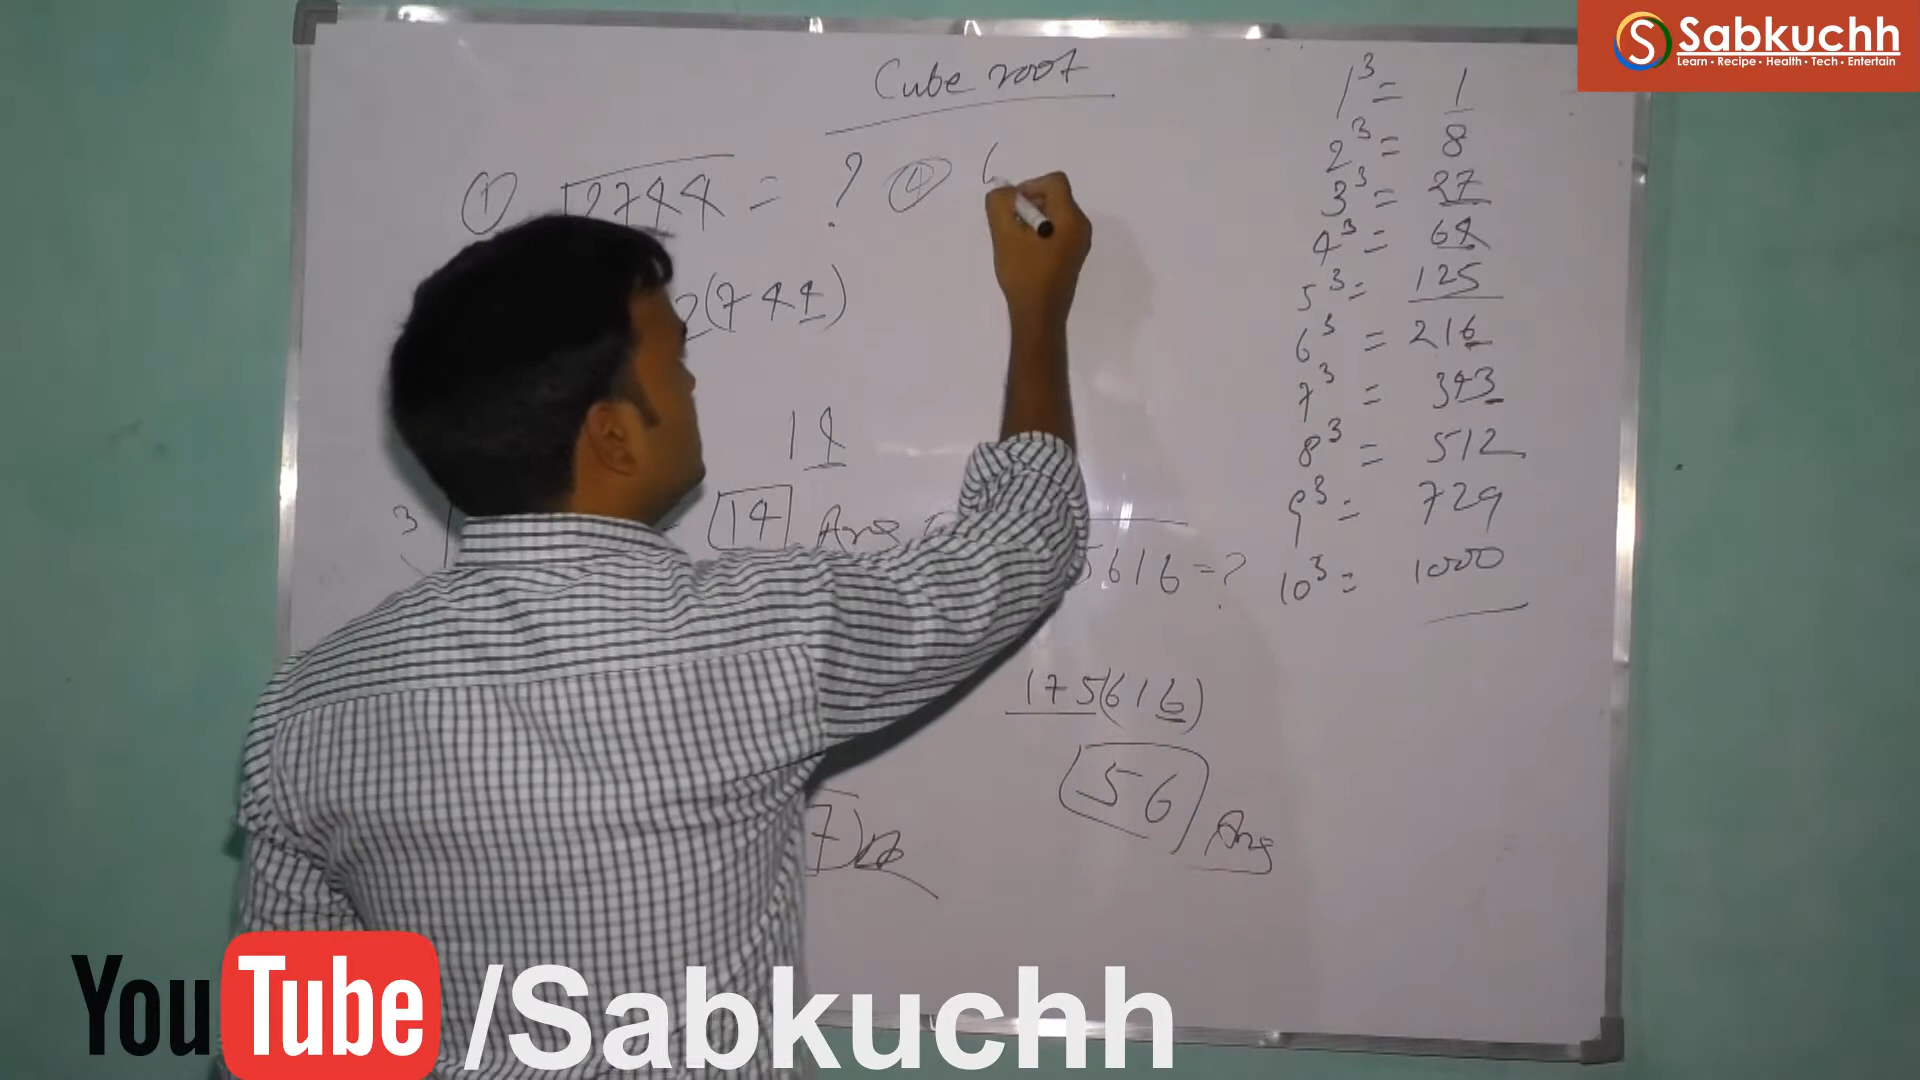 Sabkuchh
Learn • Recipe • Health • Tech • Entertain
Cube root
① 2744 = ? ④
2(744)
14
3
14 Ans
5616 = ?
175(616)
56 Ans
7
1³ = 1
2³ = 8
3³ = 27
4³ = 64
5³ = 125
6³ = 216
7³ = 343
8³ = 512
9³ = 729
10³ = 1000
YouTube /Sabkuchh